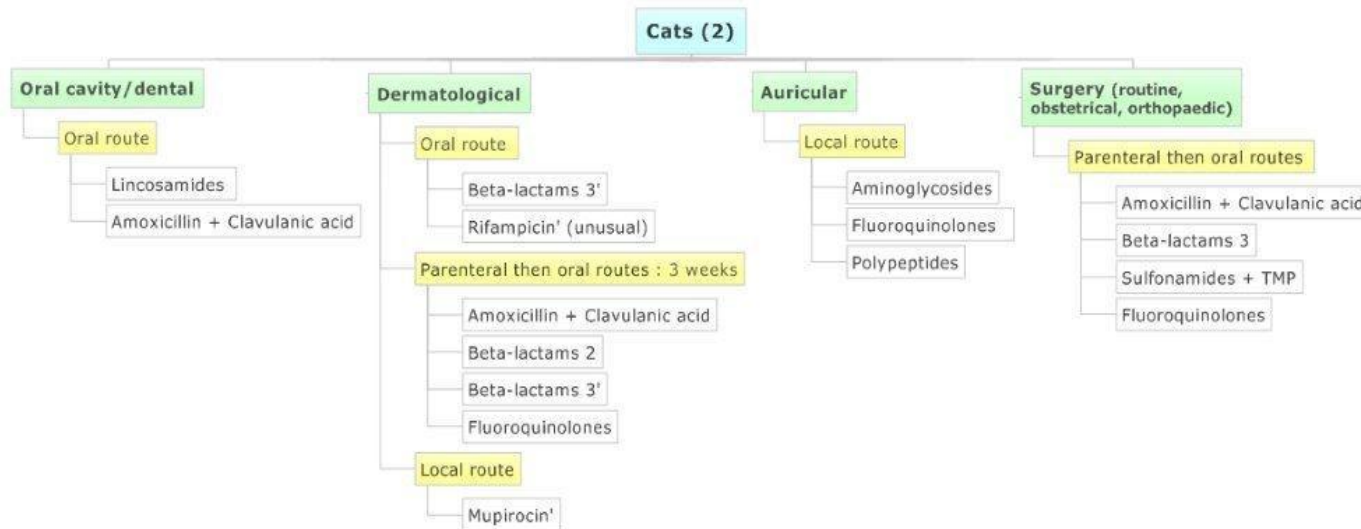 Cats (2)
Oral cavity/dental
Oral route
Lincosamides
Amoxicillin + Clavulanic acid
Dermatological
Oral route
Beta-lactams 3'
Rifampicin' (unusual)
Parenteral then oral routes : 3 weeks
Amoxicillin + Clavulanic acid
Beta-lactams 2
Beta-lactams 3'
Fluoroquinolones
Local route
Mupirocin'
Auricular
Local route
Aminoglycosides
Fluoroquinolones
Polypeptides
Surgery (routine,
obstetrical, orthopaedic)
Parenteral then oral routes
Amoxicillin + Clavulanic acid
Beta-lactams 3
Sulfonamides + TMP
Fluoroquinolones